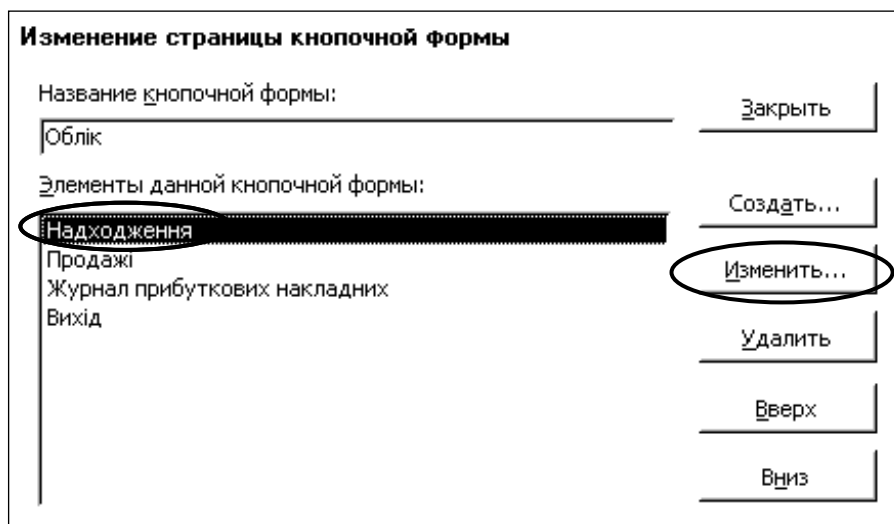 Изменение страницы кнопочной формы
Название кнопочной формы:
Облік
Элементы данной кнопочной формы:
Надходження
Продажі
Журнал прибуткових накладних
Вихід
Закрыть
Создать...
Изменить...
Удалить
Вверх
Вниз